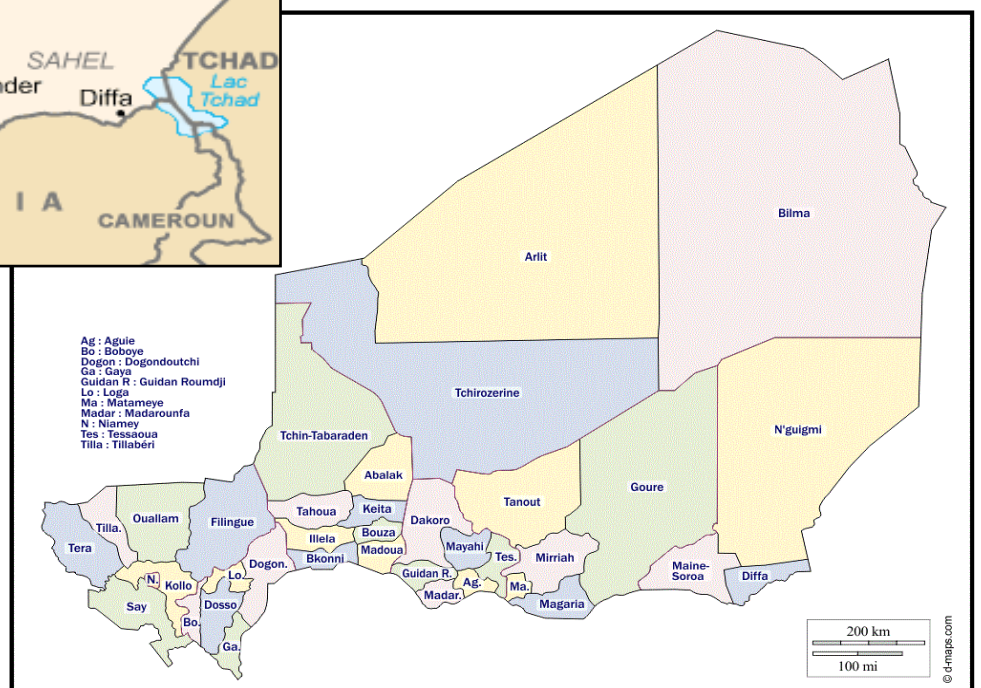 SAHEL
TCHAD
nder
Diffa
Lac
Tchad
I A
CAMEROUN
Bilma
Arlit
Ag : Aguie
Bo : Boboye
Dogon : Dogondoutchi
Ga : Gaya
Guidan R : Guidan Roumdji
Lo : Loga
Ma : Matameye
Madar : Madarounfa
N : Niamey
Tes : Tessaoua
Tilla : Tillabéri
Tchirozerine
Tchin-Tabaraden
N'guigmi
Abalak
Goure
Tanout
Tahoua
Keita
Dakoro
Ouallam
Filingue
Tilla.
Tera
Illela
Bouza
Madoua
Bkonni
Mayahi
Tes.
Mirriah
Maine-
Soroa
Diffa
Dogon.
Lo.
N.
Kollo
Guidan R.
Ag.
Ma.
Madar.
Magaria
Say
Dosso
Bo.
Ga.
200 km
100 mi
© d-maps.com